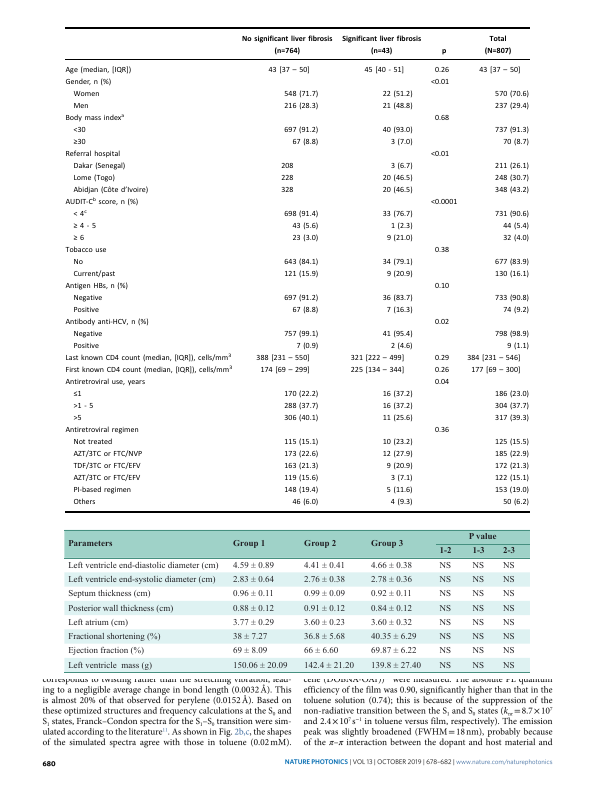 No significant liver fibrosis Significant liver fibrosis Total
(n=764) (n=43) p (N=807)
Age (median, [IQR]) 43 [37 – 50] 45 [40 - 51] 0.26 43 [37 – 50]
Gender, n (%) <0.01
Women 548 (71.7) 22 (51.2) 570 (70.6)
Men 216 (28.3) 21 (48.8) 237 (29.4)
Body mass indexᵃ 0.68
<30 697 (91.2) 40 (93.0) 737 (91.3)
≥30 67 (8.8) 3 (7.0) 70 (8.7)
Referral hospital <0.01
Dakar (Senegal) 208 3 (6.7) 211 (26.1)
Lome (Togo) 228 20 (46.5) 248 (30.7)
Abidjan (Côte d'Ivoire) 328 20 (46.5) 348 (43.2)
AUDIT-Cᵇ score, n (%) <0.0001
< 4ᶜ 698 (91.4) 33 (76.7) 731 (90.6)
≥ 4 - 5 43 (5.6) 1 (2.3) 44 (5.4)
≥ 6 23 (3.0) 9 (21.0) 32 (4.0)
Tobacco use 0.38
No 643 (84.1) 34 (79.1) 677 (83.9)
Current/past 121 (15.9) 9 (20.9) 130 (16.1)
Antigen HBs, n (%) 0.10
Negative 697 (91.2) 36 (83.7) 733 (90.8)
Positive 67 (8.8) 7 (16.3) 74 (9.2)
Antibody anti-HCV, n (%) 0.02
Negative 757 (99.1) 41 (95.4) 798 (98.9)
Positive 7 (0.9) 2 (4.6) 9 (1.1)
Last known CD4 count (median, [IQR]), cells/mm³ 388 [231 – 550] 321 [222 – 499] 0.29 384 [231 – 546]
First known CD4 count (median, [IQR]), cells/mm³ 174 [69 – 299] 225 [134 – 344] 0.26 177 [69 – 300]
Antiretroviral use, years 0.04
≤1 170 (22.2) 16 (37.2) 186 (23.0)
>1 - 5 288 (37.7) 16 (37.2) 304 (37.7)
>5 306 (40.1) 11 (25.6) 317 (39.3)
Antiretroviral regimen 0.36
Not treated 115 (15.1) 10 (23.2) 125 (15.5)
AZT/3TC or FTC/NVP 173 (22.6) 12 (27.9) 185 (22.9)
TDF/3TC or FTC/EFV 163 (21.3) 9 (20.9) 172 (21.3)
AZT/3TC or FTC/EFV 119 (15.6) 3 (7.1) 122 (15.1)
PI-based regimen 148 (19.4) 5 (11.6) 153 (19.0)
Others 46 (6.0) 4 (9.3) 50 (6.2)
Parameters Group 1 Group 2 Group 3 P value
1-2 1-3 2-3
Left ventricle end-diastolic diameter (cm) 4.59 ± 0.89 4.41 ± 0.41 4.66 ± 0.38 NS NS NS
Left ventricle end-systolic diameter (cm) 2.83 ± 0.64 2.76 ± 0.38 2.78 ± 0.36 NS NS NS
Septum thickness (cm) 0.96 ± 0.11 0.99 ± 0.09 0.92 ± 0.11 NS NS NS
Posterior wall thickness (cm) 0.88 ± 0.12 0.91 ± 0.12 0.84 ± 0.12 NS NS NS
Left atrium (cm) 3.77 ± 0.29 3.60 ± 0.23 3.60 ± 0.32 NS NS NS
Fractional shortening (%) 38 ± 7.27 36.8 ± 5.68 40.35 ± 6.29 NS NS NS
Ejection fraction (%) 69 ± 8.09 66 ± 6.60 69.87 ± 6.22 NS NS NS
Left ventricle mass (g) 150.06 ± 20.09 142.4 ± 21.20 139.8 ± 27.40 NS NS NS
corresponds to twisting rather than the stretching vibration, lead-
ing to a negligible average change in bond length (0.0032 Å). This
is almost 20% of that observed for perylene (0.0152 Å). Based on
these optimized structures and frequency calculations at the S₀ and
S₁ states, Franck–Condon spectra for the S₁–S₀ transition were sim-
ulated according to the literature. As shown in Fig. 2b,c, the shapes
of the simulated spectra agree with those in toluene (0.02 mM).
were measured. The absolute PL quantum
efficiency of the film was 0.90, significantly higher than that in the
toluene solution (0.74); this is because of the suppression of the
non-radiative transition between the S₁ and S₀ states (kₙᵣ = 8.7 × 10⁷
and 2.4 × 10⁷ s⁻¹ in toluene versus film, respectively). The emission
peak was slightly broadened (FWHM = 18 nm), probably because
of the π–π interaction between the dopant and host material and
680 NATURE PHOTONICS | VOL 13 | OCTOBER 2019 | 678–682 | www.nature.com/naturephotonics